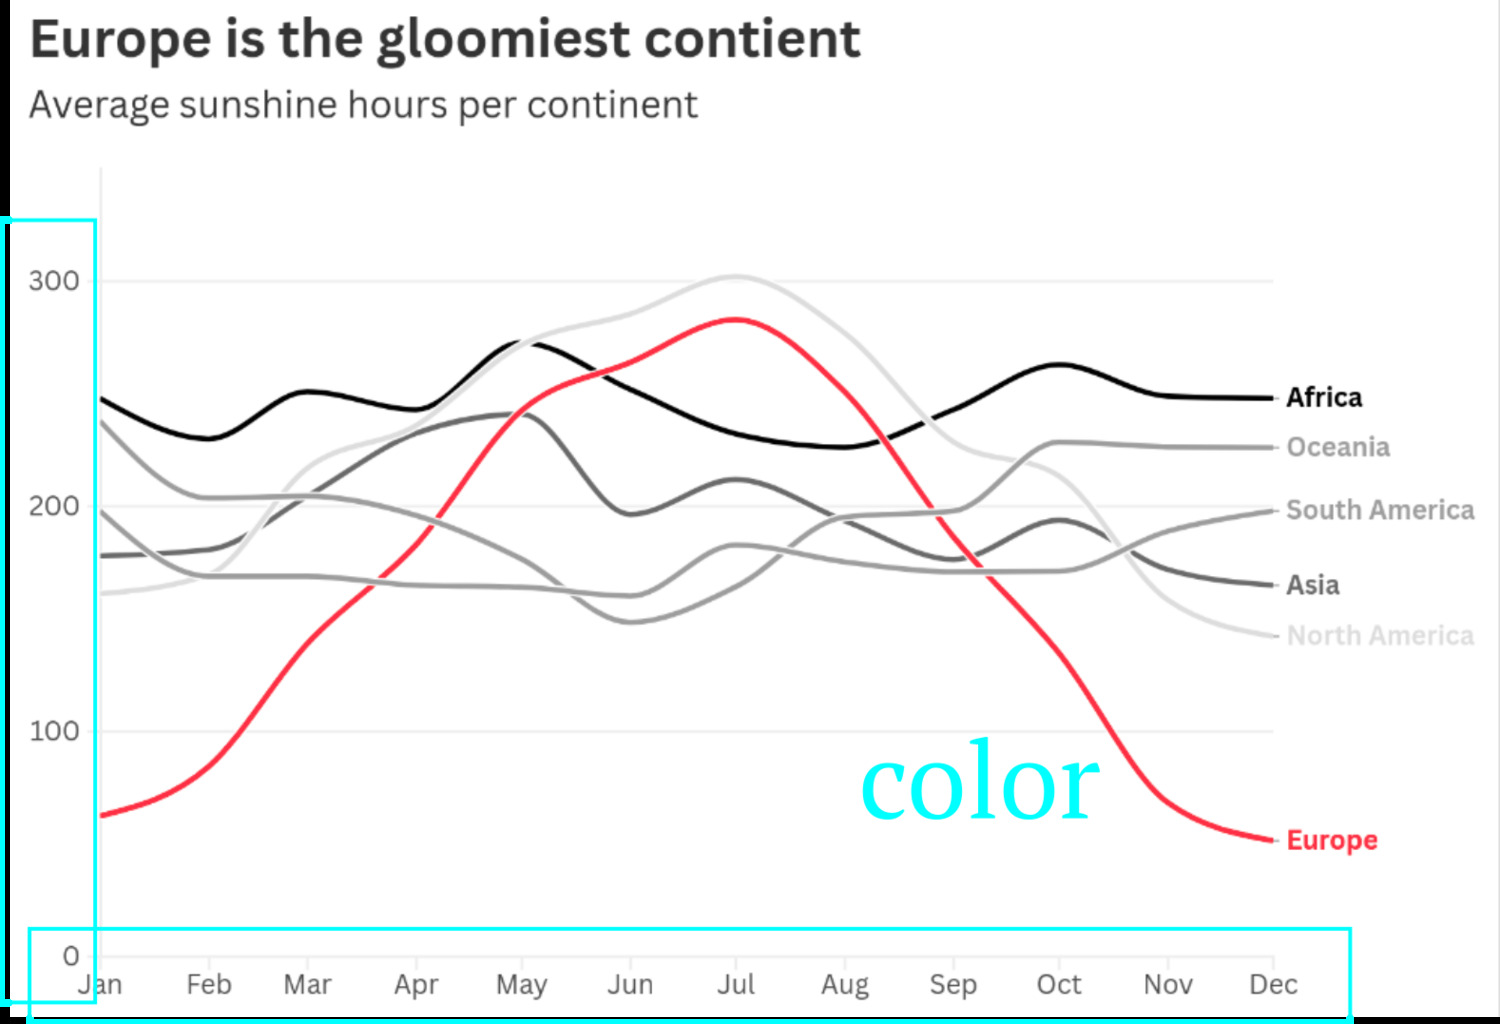 Europe is the gloomiest contient
Average sunshine hours per continent
300
200
100
0
Jan Feb Mar Apr May Jun Jul Aug Sep Oct Nov Dec
Africa
Oceania
South America
Asia
North America
color
Europe